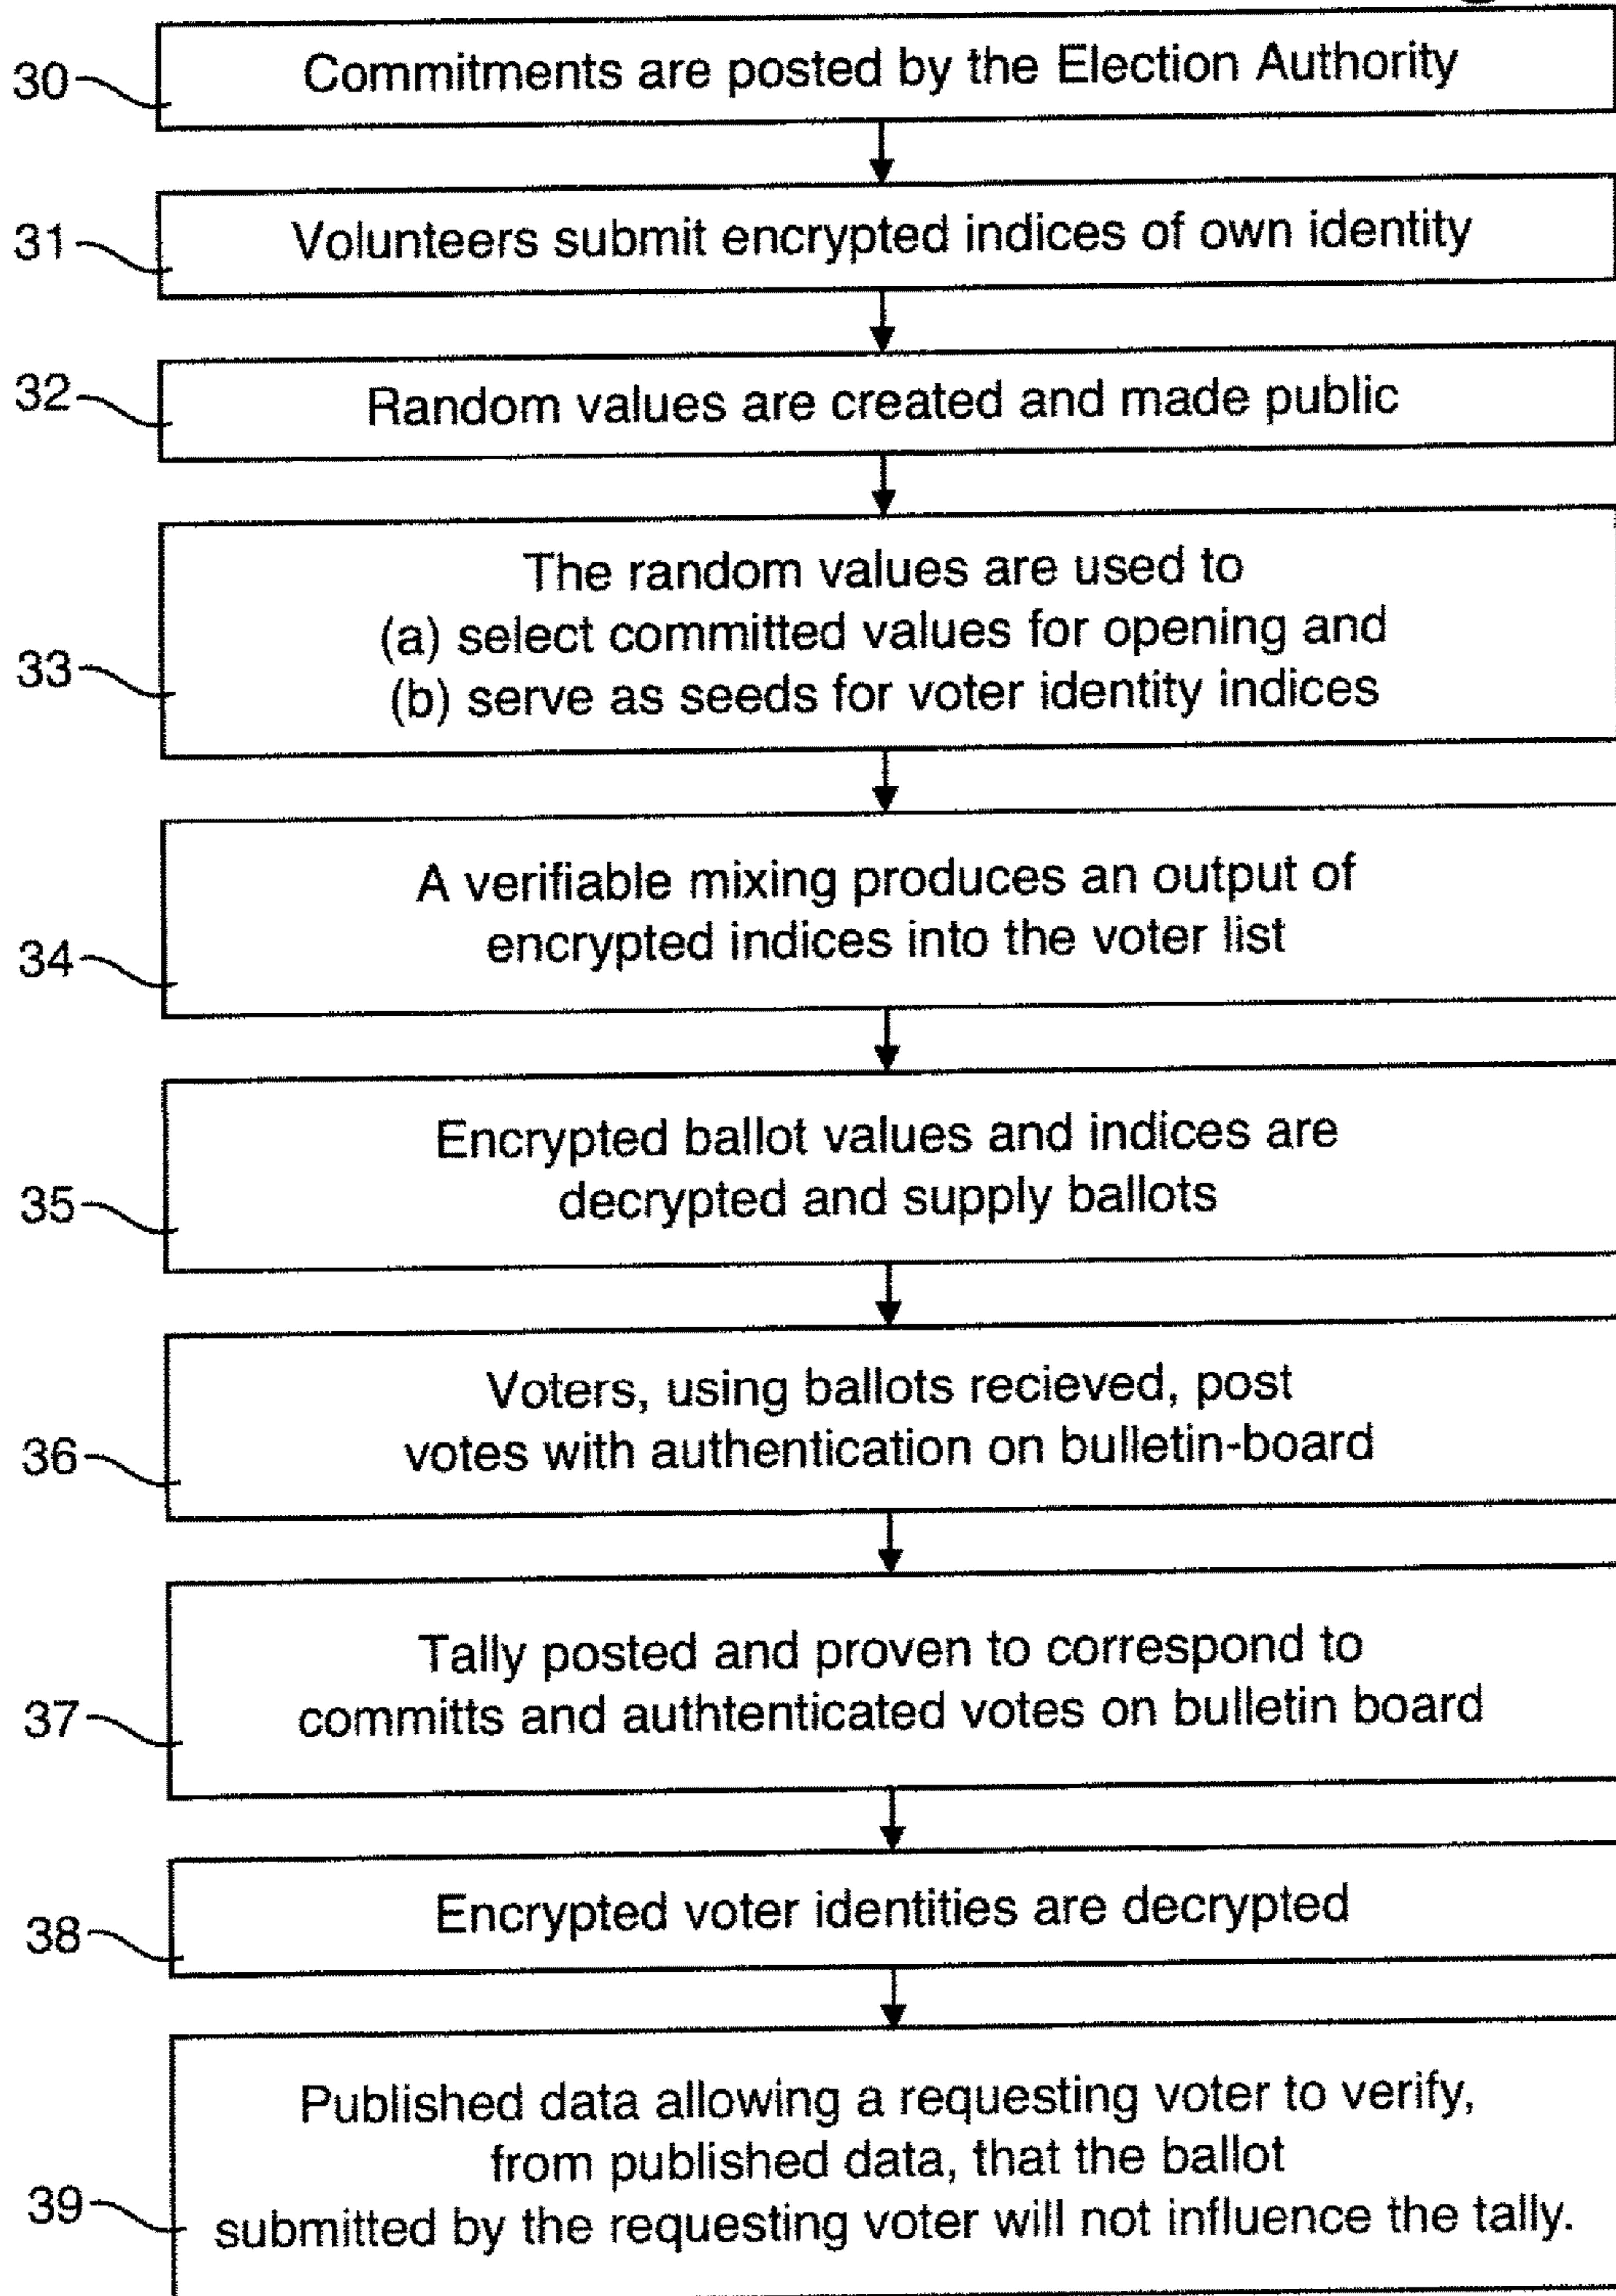 30 Commitments are posted by the Election Authority
31 Volunteers submit encrypted indices of own identity
32 Random values are created and made public
The random values are used to
(a) select committed values for opening and
33 (b) serve as seeds for voter identity indices
A verifiable mixing produces an output of
34 encrypted indices into the voter list
Encrypted ballot values and indices are
35 decrypted and supply ballots
Voters, using ballots recieved, post
36 votes with authentication on bulletin-board
Tally posted and proven to correspond to
37 committs and authtenticated votes on bulletin board
38 Encrypted voter identities are decrypted
Published data allowing a requesting voter to verify,
from published data, that the ballot
39 submitted by the requesting voter will not influence the tally.